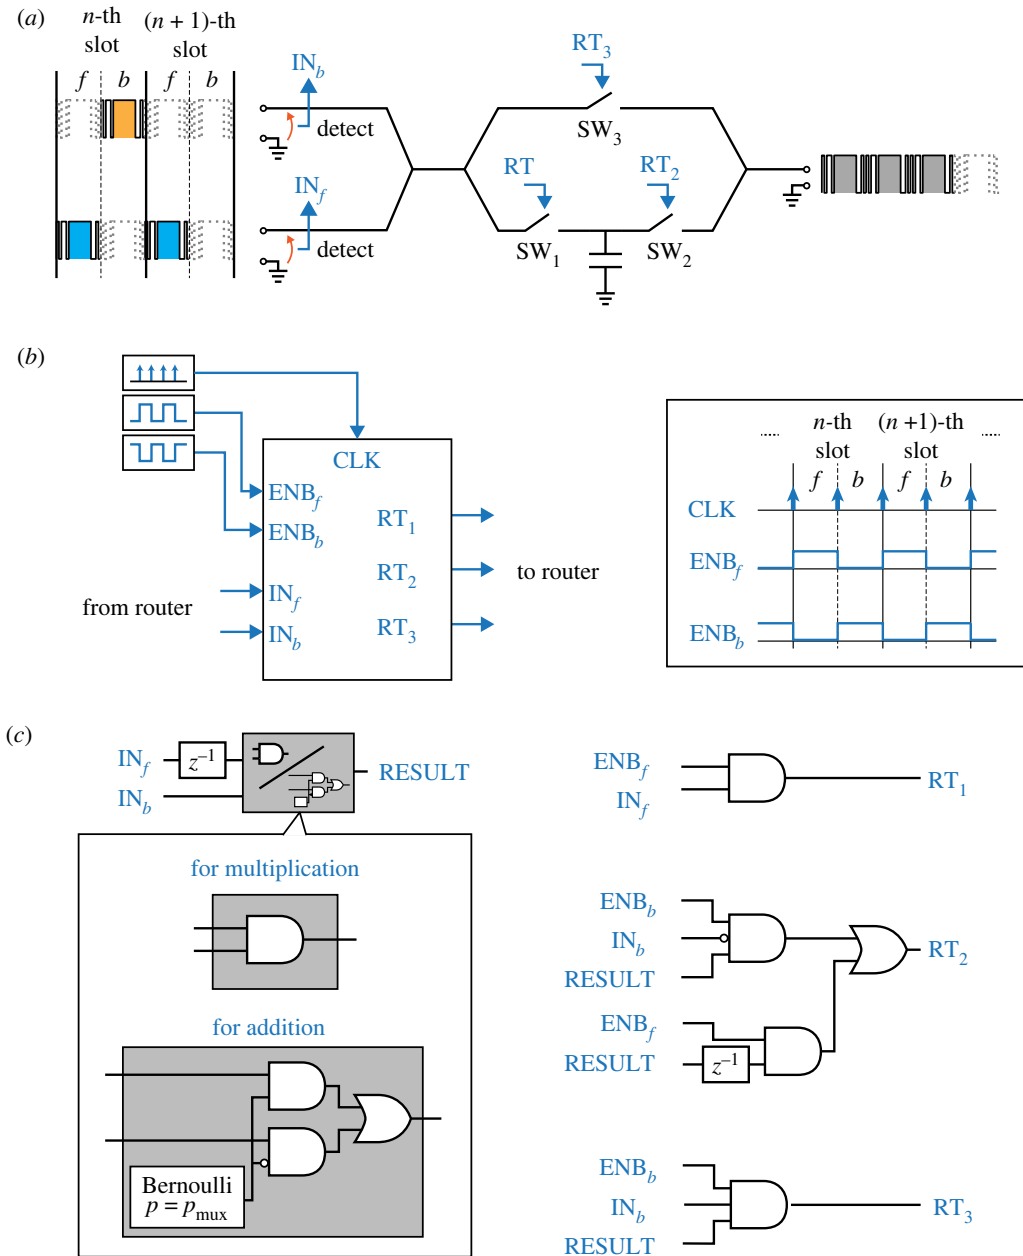 (a)
n-th slot
(n + 1)-th slot
f b f b
IN_b
detect
IN_f
detect
RT_3
SW_3
RT
RT_2
SW_1
SW_2
(b)
CLK
ENB_f
ENB_b
IN_f
IN_b
from router
RT_1
RT_2
RT_3
to router
n-th slot
(n +1)-th slot
f b f b
CLK
ENB_f
ENB_b
(c)
IN_f
z^{-1}
IN_b
RESULT
for multiplication
for addition
Bernoulli
p = p_mux
ENB_f
IN_f
RT_1
ENB_b
IN_b
RESULT
RT_2
ENB_f
RESULT
z^{-1}
ENB_b
IN_b
RESULT
RT_3